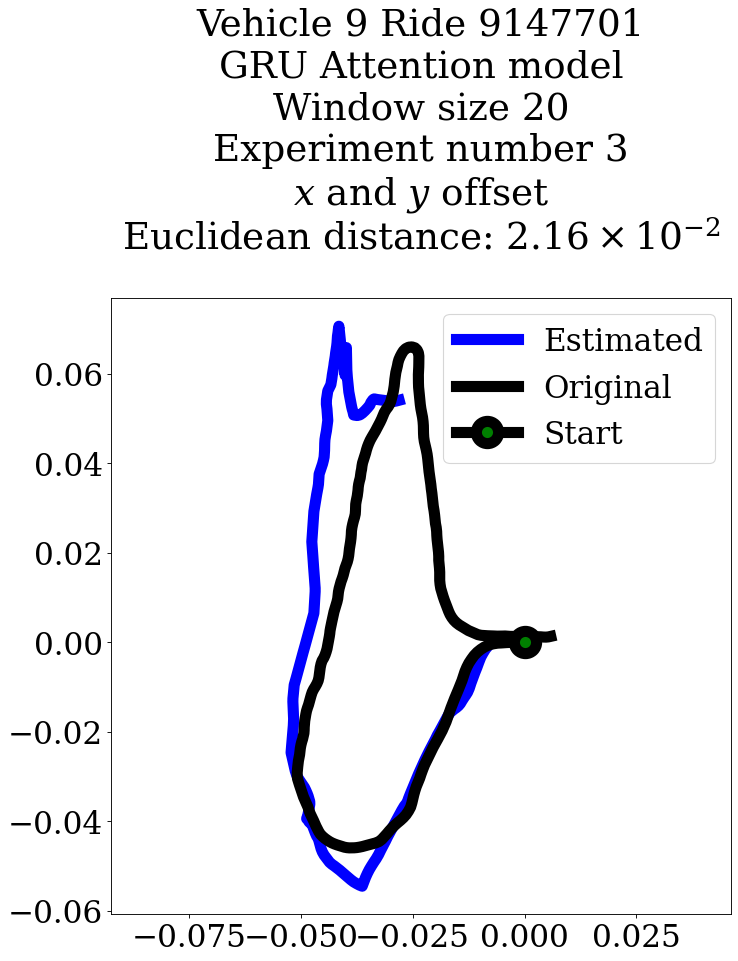 Vehicle 9 Ride 9147701
GRU Attention model
Window size 20
Experiment number 3
x and y offset
Euclidean distance: 2.16 × 10⁻²
Estimated
Original
Start
0.06
0.04
0.02
0.00
−0.02
−0.04
−0.06
−0.075 −0.050 −0.025 0.000 0.025